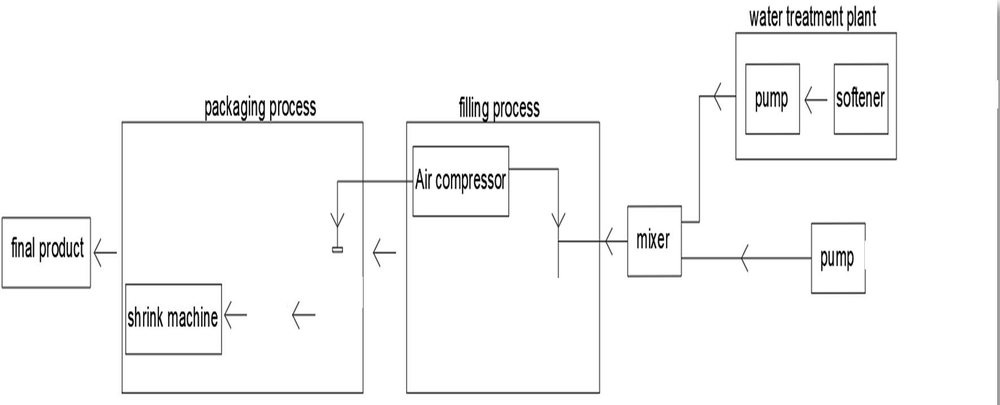 water treatment plant
pump
softener
packaging process
filling process
Air compressor
final product
mixer
pump
shrink machine